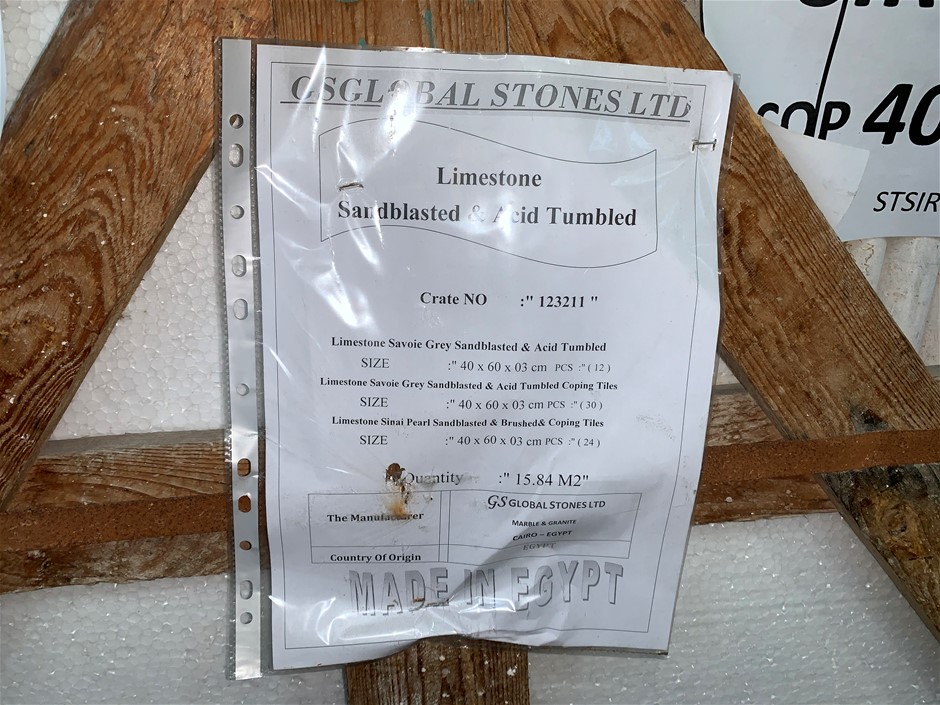 GSGLOBAL STONES LTD
Limestone
Sandblasted & Acid Tumbled
Crate NO :" 123211 "
Limestone Savoie Grey Sandblasted & Acid Tumbled
SIZE :" 40 x 60 x 03 cm PCS :" ( 12 )
Limestone Savoie Grey Sandblasted & Acid Tumbled Coping Tiles
SIZE :" 40 x 60 x 03 cm PCS :" ( 30 )
Limestone Sinai Pearl Sandblasted & Brushed& Coping Tiles
SIZE :" 40 x 60 x 03 cm PCS :" ( 24 )
Quantity :" 15.84 M2"
The Manufacturer
GS GLOBAL STONES LTD
MARBLE & GRANITE
CAIRO – EGYPT
Country Of Origin
EGYPT
MADE IN EGYPT
COP 40
STSIR